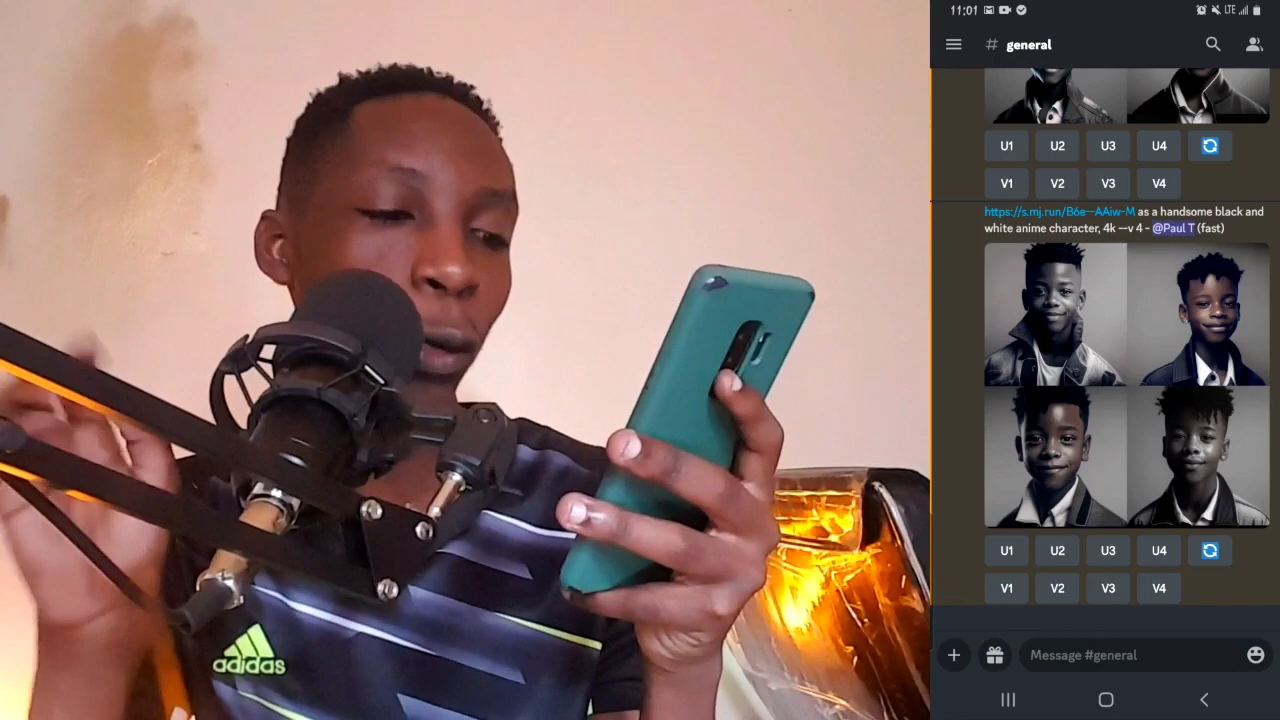 adidas
11:01
LTE
# general
U1 U2 U3 U4
V1 V2 V3 V4
https://s.mj.run/B6e--AAiw-M as a handsome black and
white anime character, 4k --v 4 - @Paul T (fast)
U1 U2 U3 U4
V1 V2 V3 V4
Message #general